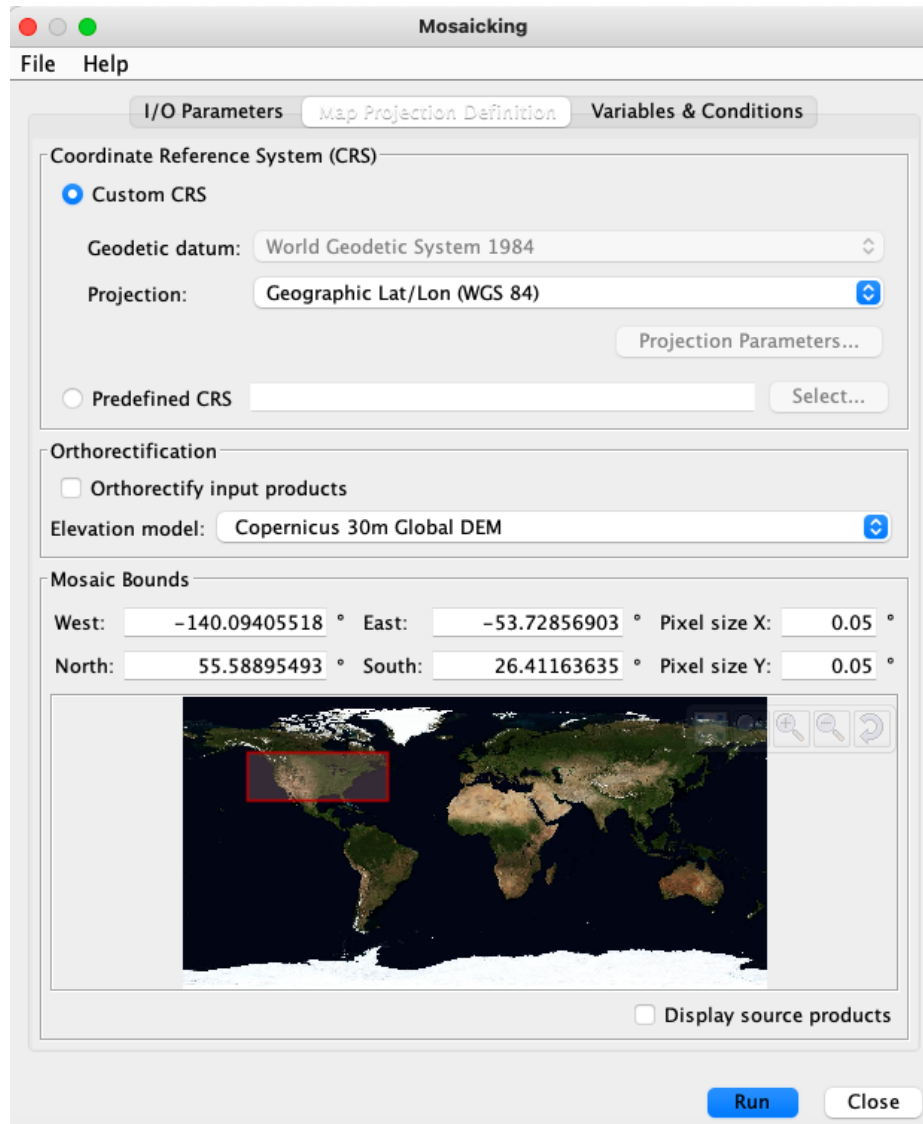 Mosaicking
File Help
I/O Parameters Map Projection Definition Variables & Conditions
Coordinate Reference System (CRS)
Custom CRS
Geodetic datum: World Geodetic System 1984
Projection: Geographic Lat/Lon (WGS 84)
Projection Parameters...
Predefined CRS Select...
Orthorectification
Orthorectify input products
Elevation model: Copernicus 30m Global DEM
Mosaic Bounds
West: -140.09405518 ° East: -53.72856903 ° Pixel size X: 0.05 °
North: 55.58895493 ° South: 26.41163635 ° Pixel size Y: 0.05 °
Display source products
Run Close